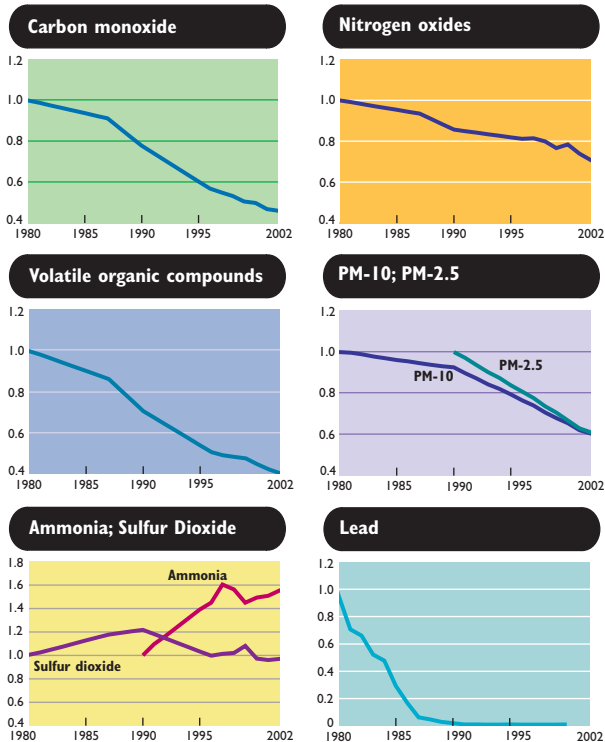 Carbon monoxide
1.2
1.0
0.8
0.6
0.4
1980 1985 1990 1995 2002
Nitrogen oxides
1.2
1.0
0.8
0.6
0.4
1980 1985 1990 1995 2002
Volatile organic compounds
1.2
1.0
0.8
0.6
0.4
1980 1985 1990 1995 2002
PM-10; PM-2.5
1.2
1.0
PM-2.5
PM-10
0.8
0.6
0.4
1980 1985 1990 1995 2002
Ammonia; Sulfur Dioxide
1.8
Ammonia
1.6
1.4
1.2
1.0
Sulfur dioxide
0.8
0.6
0.4
1980 1985 1990 1995 2002
Lead
1.2
1.0
0.8
0.6
0.4
0.2
0
1980 1985 1990 1995 2002